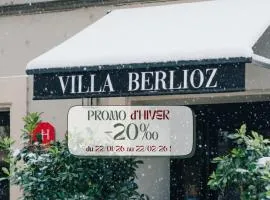 VILLA BERLIOZ
H
PROMO d'HIVER
-20‰
du 22/01/26 au 22/02/26 !